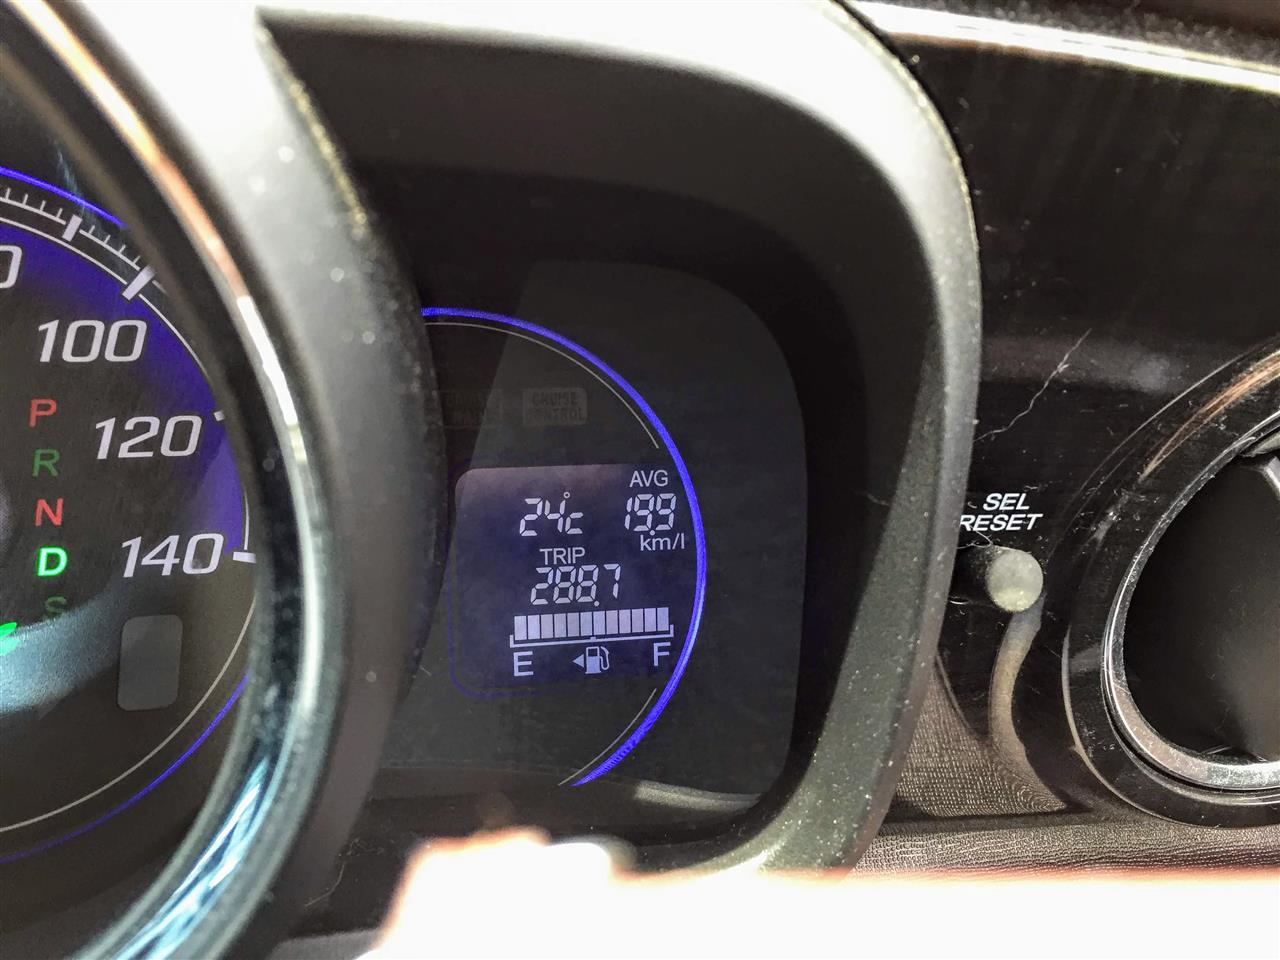 100
120
140
P
R
N
D
S
CRUISE
CONTROL
AVG
24°c 19.9
km/l
TRIP
288.7
E F
SEL
RESET